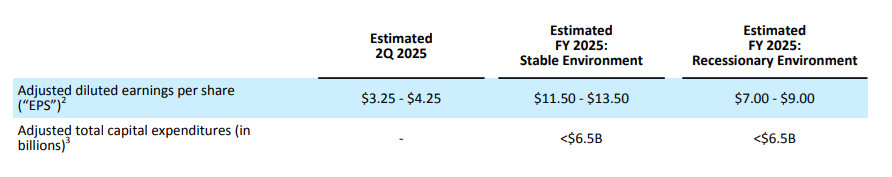 Estimated
2Q 2025
Estimated
FY 2025:
Stable Environment
Estimated
FY 2025:
Recessionary Environment
Adjusted diluted earnings per share
("EPS")2
$3.25 - $4.25
$11.50 - $13.50
$7.00 - $9.00
Adjusted total capital expenditures (in
billions)3
-
<$6.5B
<$6.5B